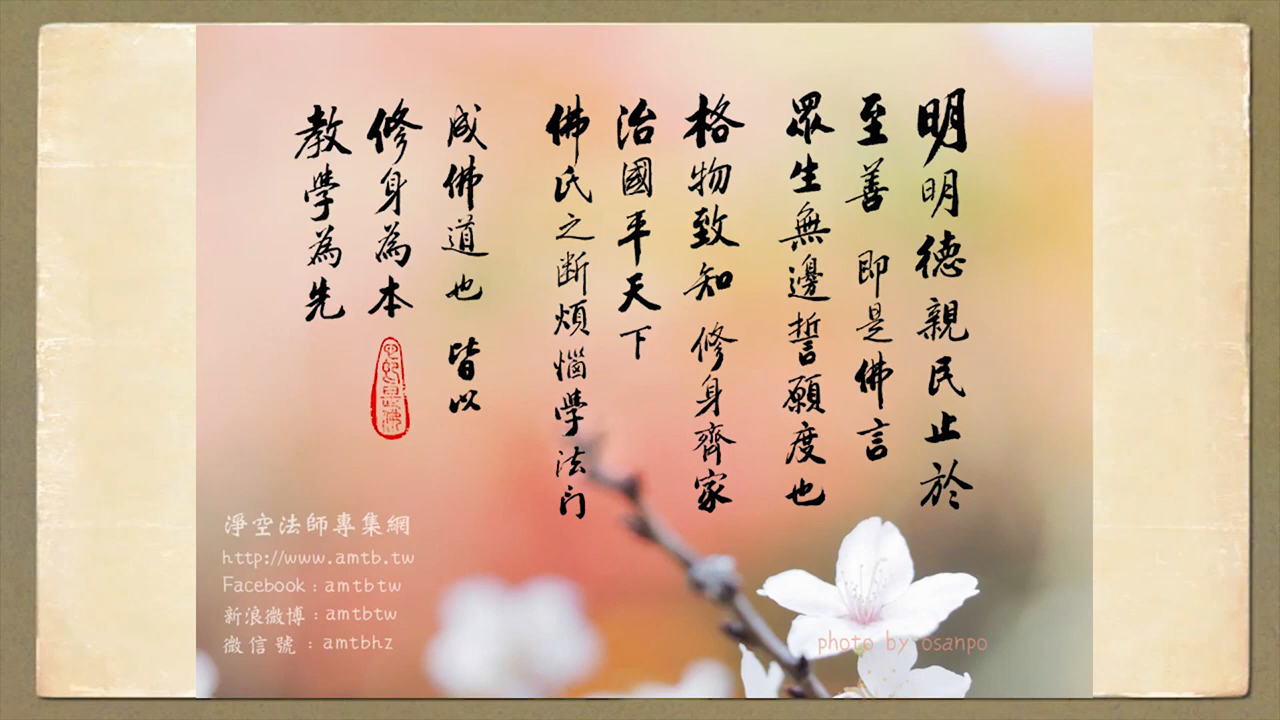 明明德親民止於
至善 即是佛言
眾生無邊誓願度也
格物致知 修身齊家
治國平天下
佛氏之断煩惱學法门
成佛道也 皆以
修身為本
教學為先
淨空法師專集網
http://www.amtb.tw
Facebook : amtbtw
新浪微博 : amtbtw
微信號 : amtbhz
photo by osanpo